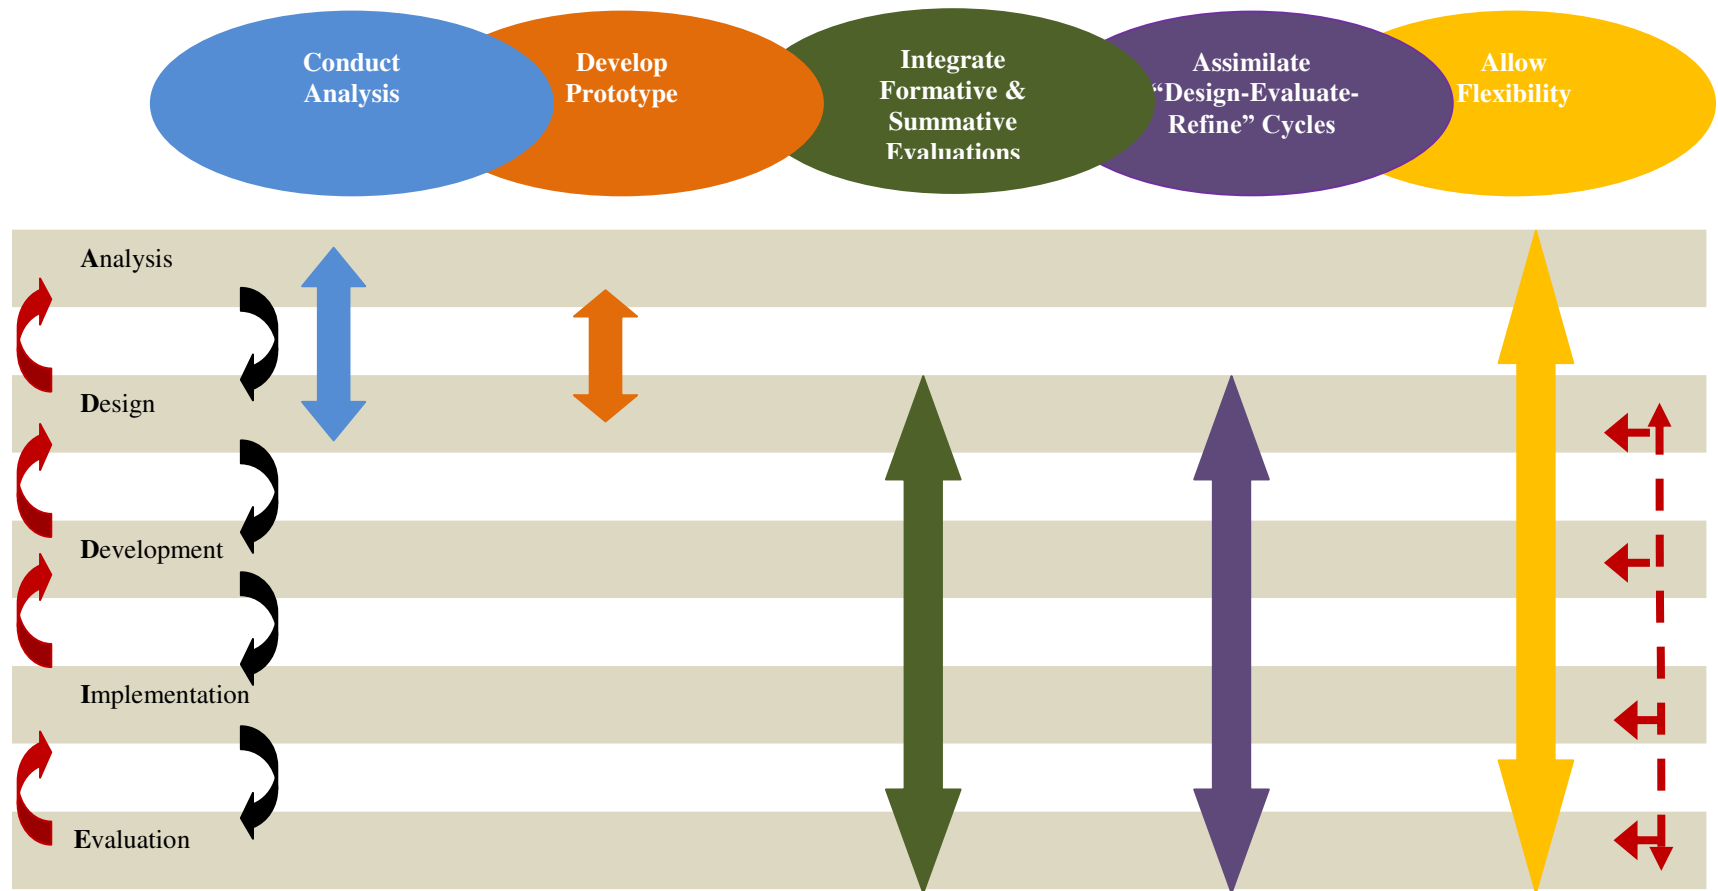 Conduct
Analysis
Develop
Prototype
Integrate
Formative &
Summative
Evaluations
Assimilate
“Design-Evaluate-
Refine” Cycles
Allow
Flexibility
Analysis
Design
Development
Implementation
Evaluation